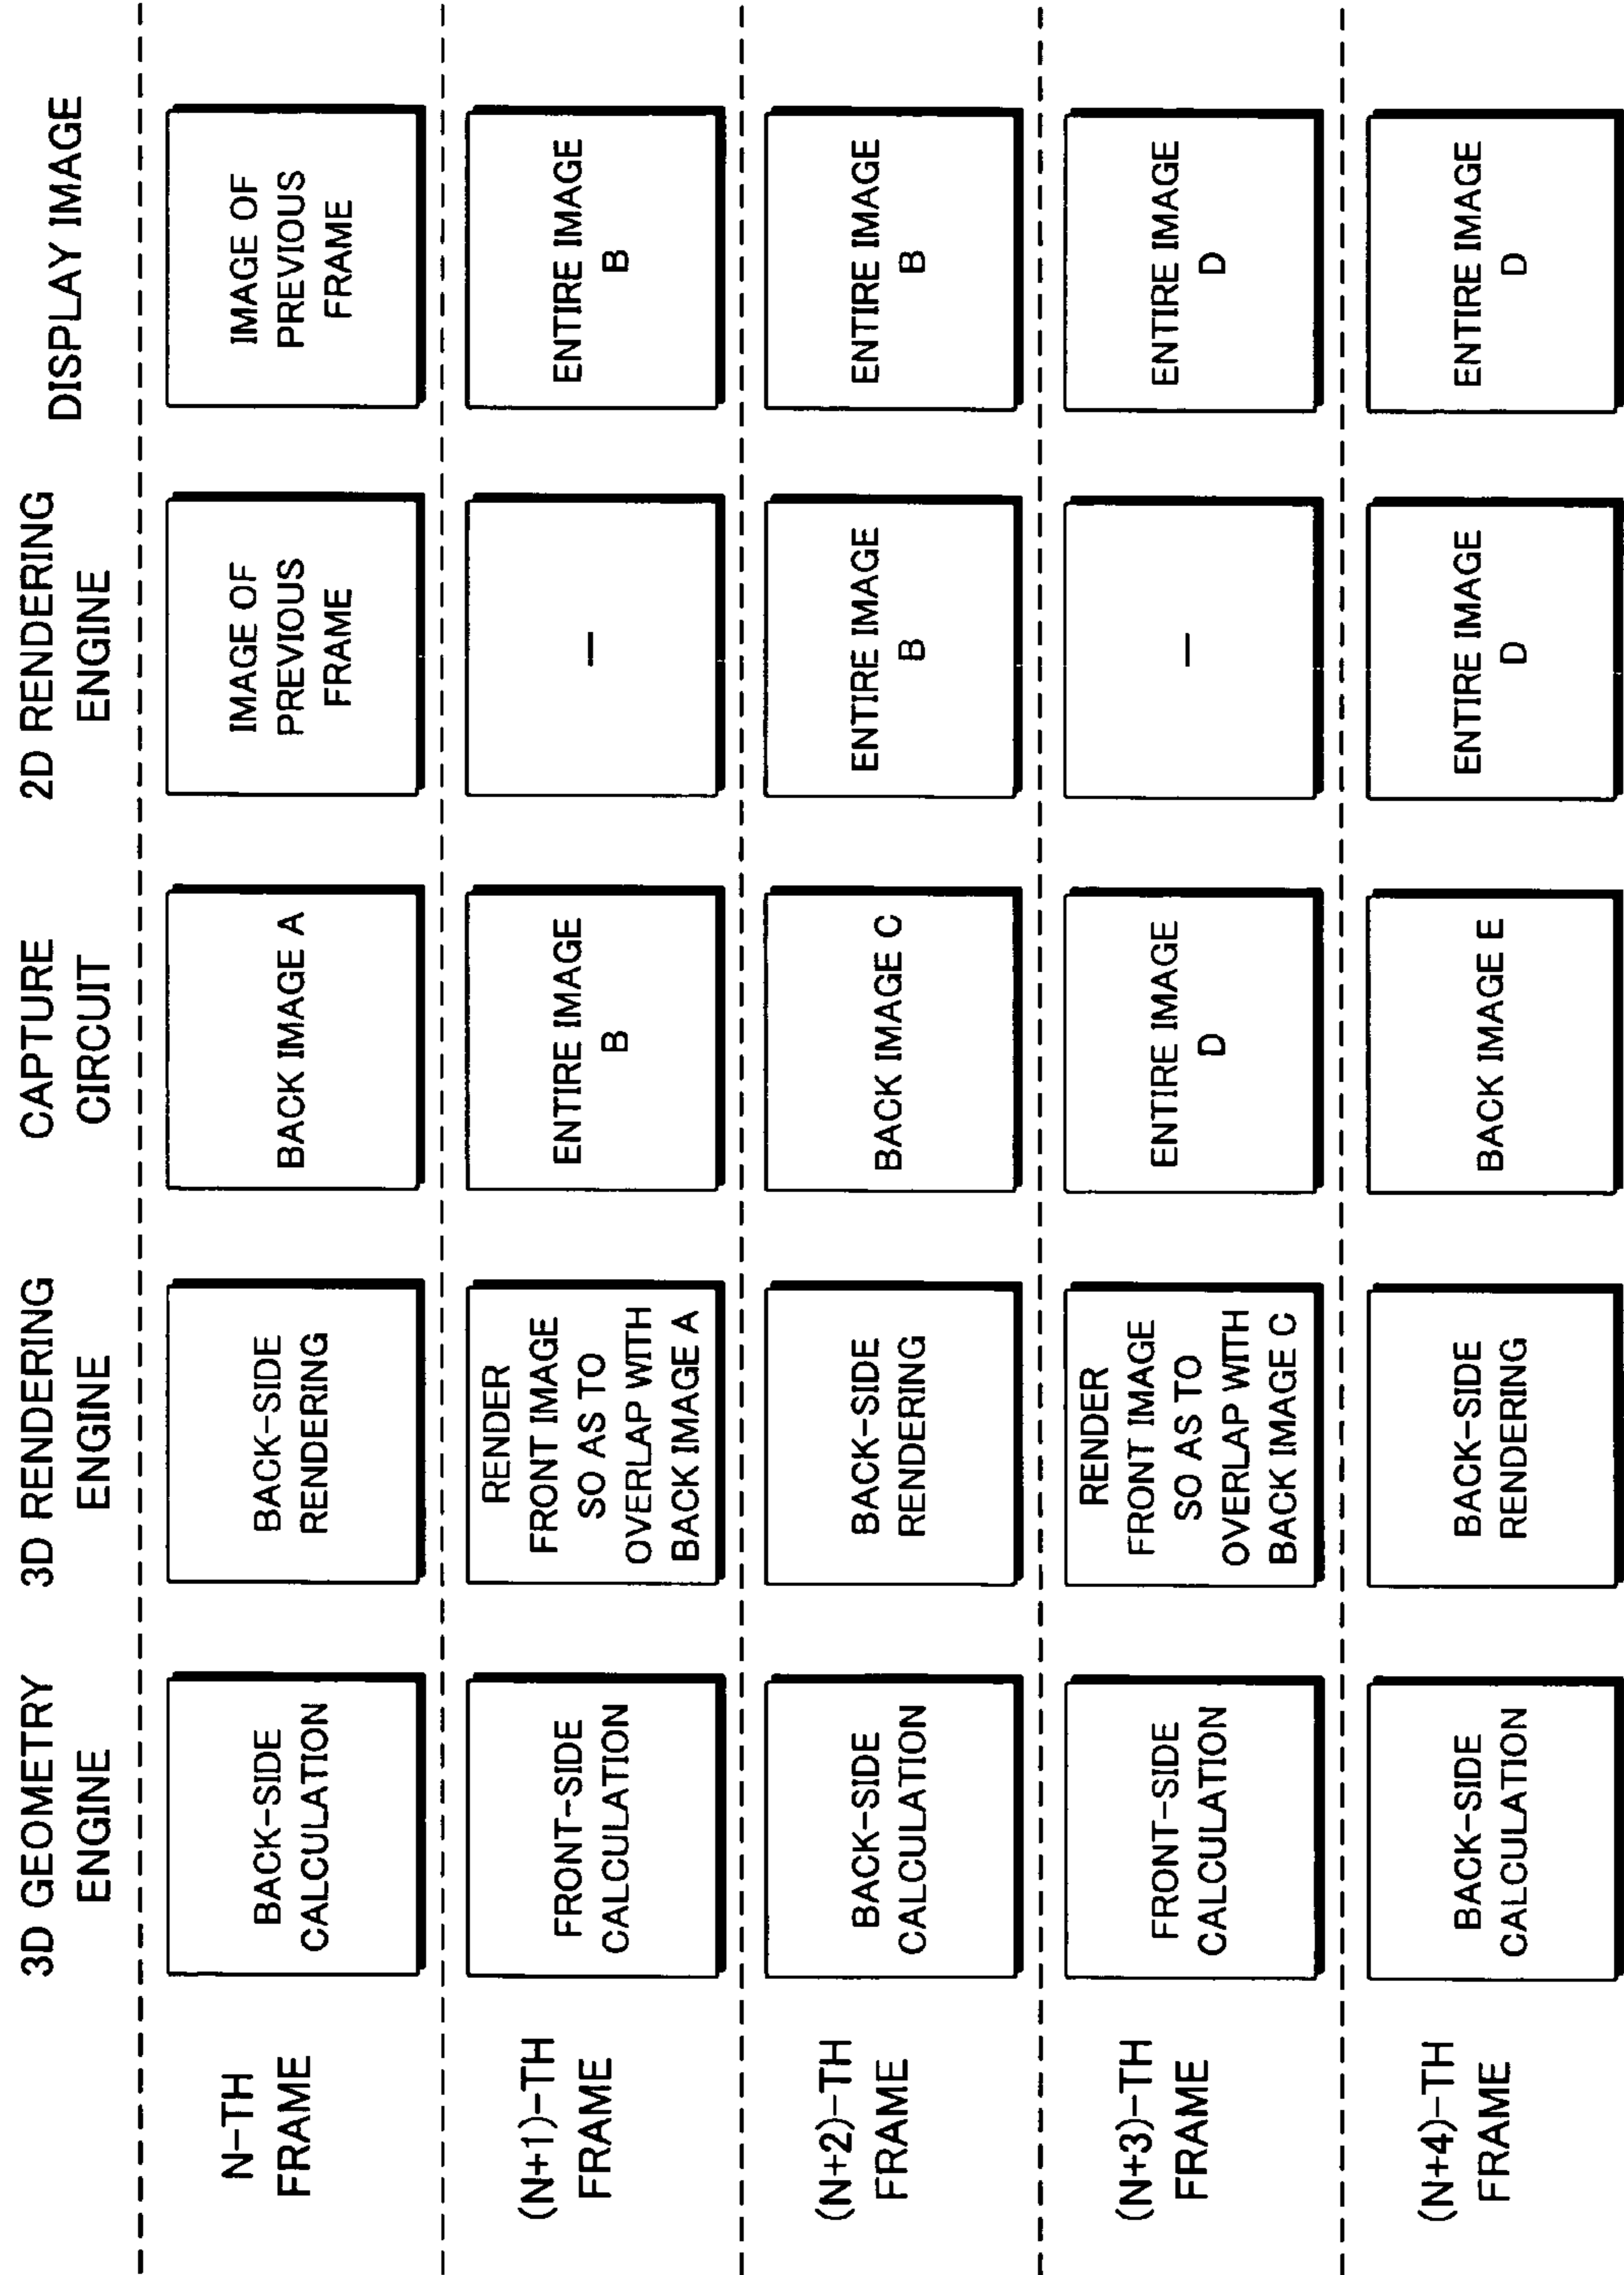 3D GEOMETRY
ENGINE
3D RENDERING
ENGINE
CAPTURE
CIRCUIT
2D RENDERING
ENGINE
DISPLAY IMAGE
N-TH
FRAME
BACK-SIDE
CALCULATION
BACK-SIDE
RENDERING
BACK IMAGE A
IMAGE OF
PREVIOUS
FRAME
IMAGE OF
PREVIOUS
FRAME
(N+1)-TH
FRAME
FRONT-SIDE
CALCULATION
RENDER
FRONT IMAGE
SO AS TO
OVERLAP WITH
BACK IMAGE A
ENTIRE IMAGE
B
—
ENTIRE IMAGE
B
(N+2)-TH
FRAME
BACK-SIDE
CALCULATION
BACK-SIDE
RENDERING
BACK IMAGE C
ENTIRE IMAGE
B
ENTIRE IMAGE
B
(N+3)-TH
FRAME
FRONT-SIDE
CALCULATION
RENDER
FRONT IMAGE
SO AS TO
OVERLAP WITH
BACK IMAGE C
ENTIRE IMAGE
D
—
ENTIRE IMAGE
D
(N+4)-TH
FRAME
BACK-SIDE
CALCULATION
BACK-SIDE
RENDERING
BACK IMAGE E
ENTIRE IMAGE
D
ENTIRE IMAGE
D